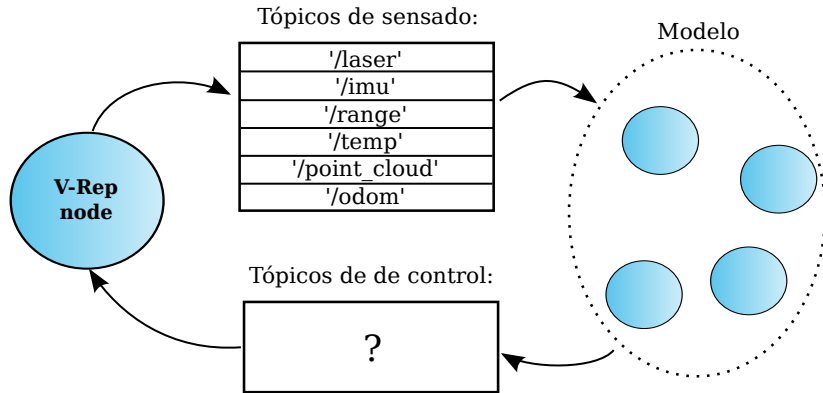 Tópicos de sensado:
Modelo
'/laser'
'/imu'
'/range'
'/temp'
'/point_cloud'
'/odom'
V-Rep
node
Tópicos de de control:
?